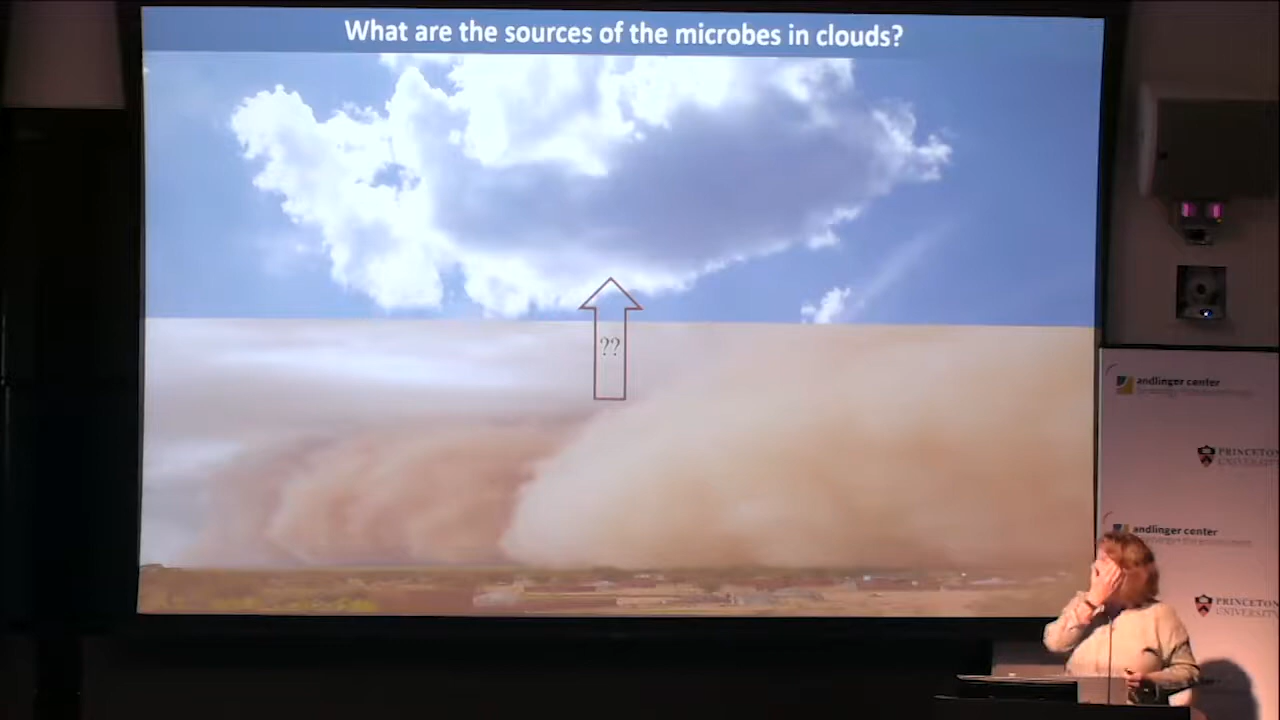 What are the sources of the microbes in clouds?
??
andlinger center
PRINCETON
UNIVERSITY
andlinger center
PRINCETON
UNIVERSITY